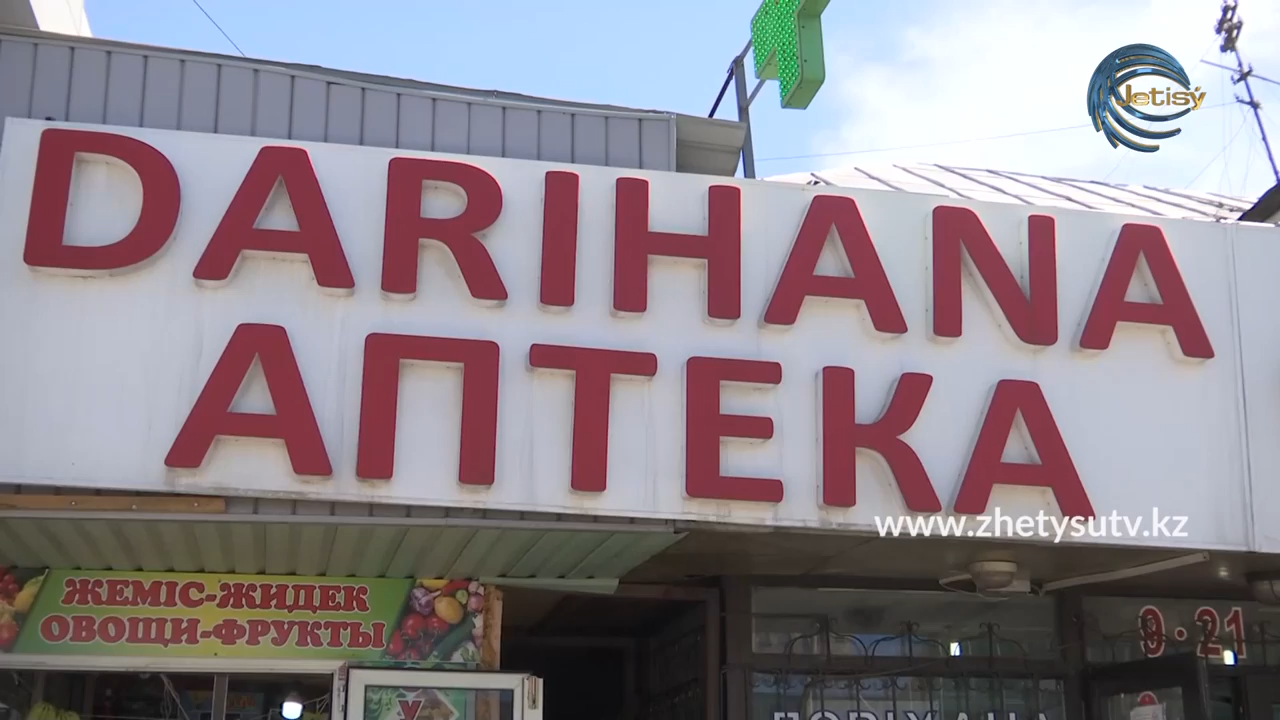 Jetisý
DARIHANA
АПТЕКА
www.zhetysutv.kz
ЖЕМІС-ЖИДЕК
ОВОЩИ-ФРУКТЫ
9·21